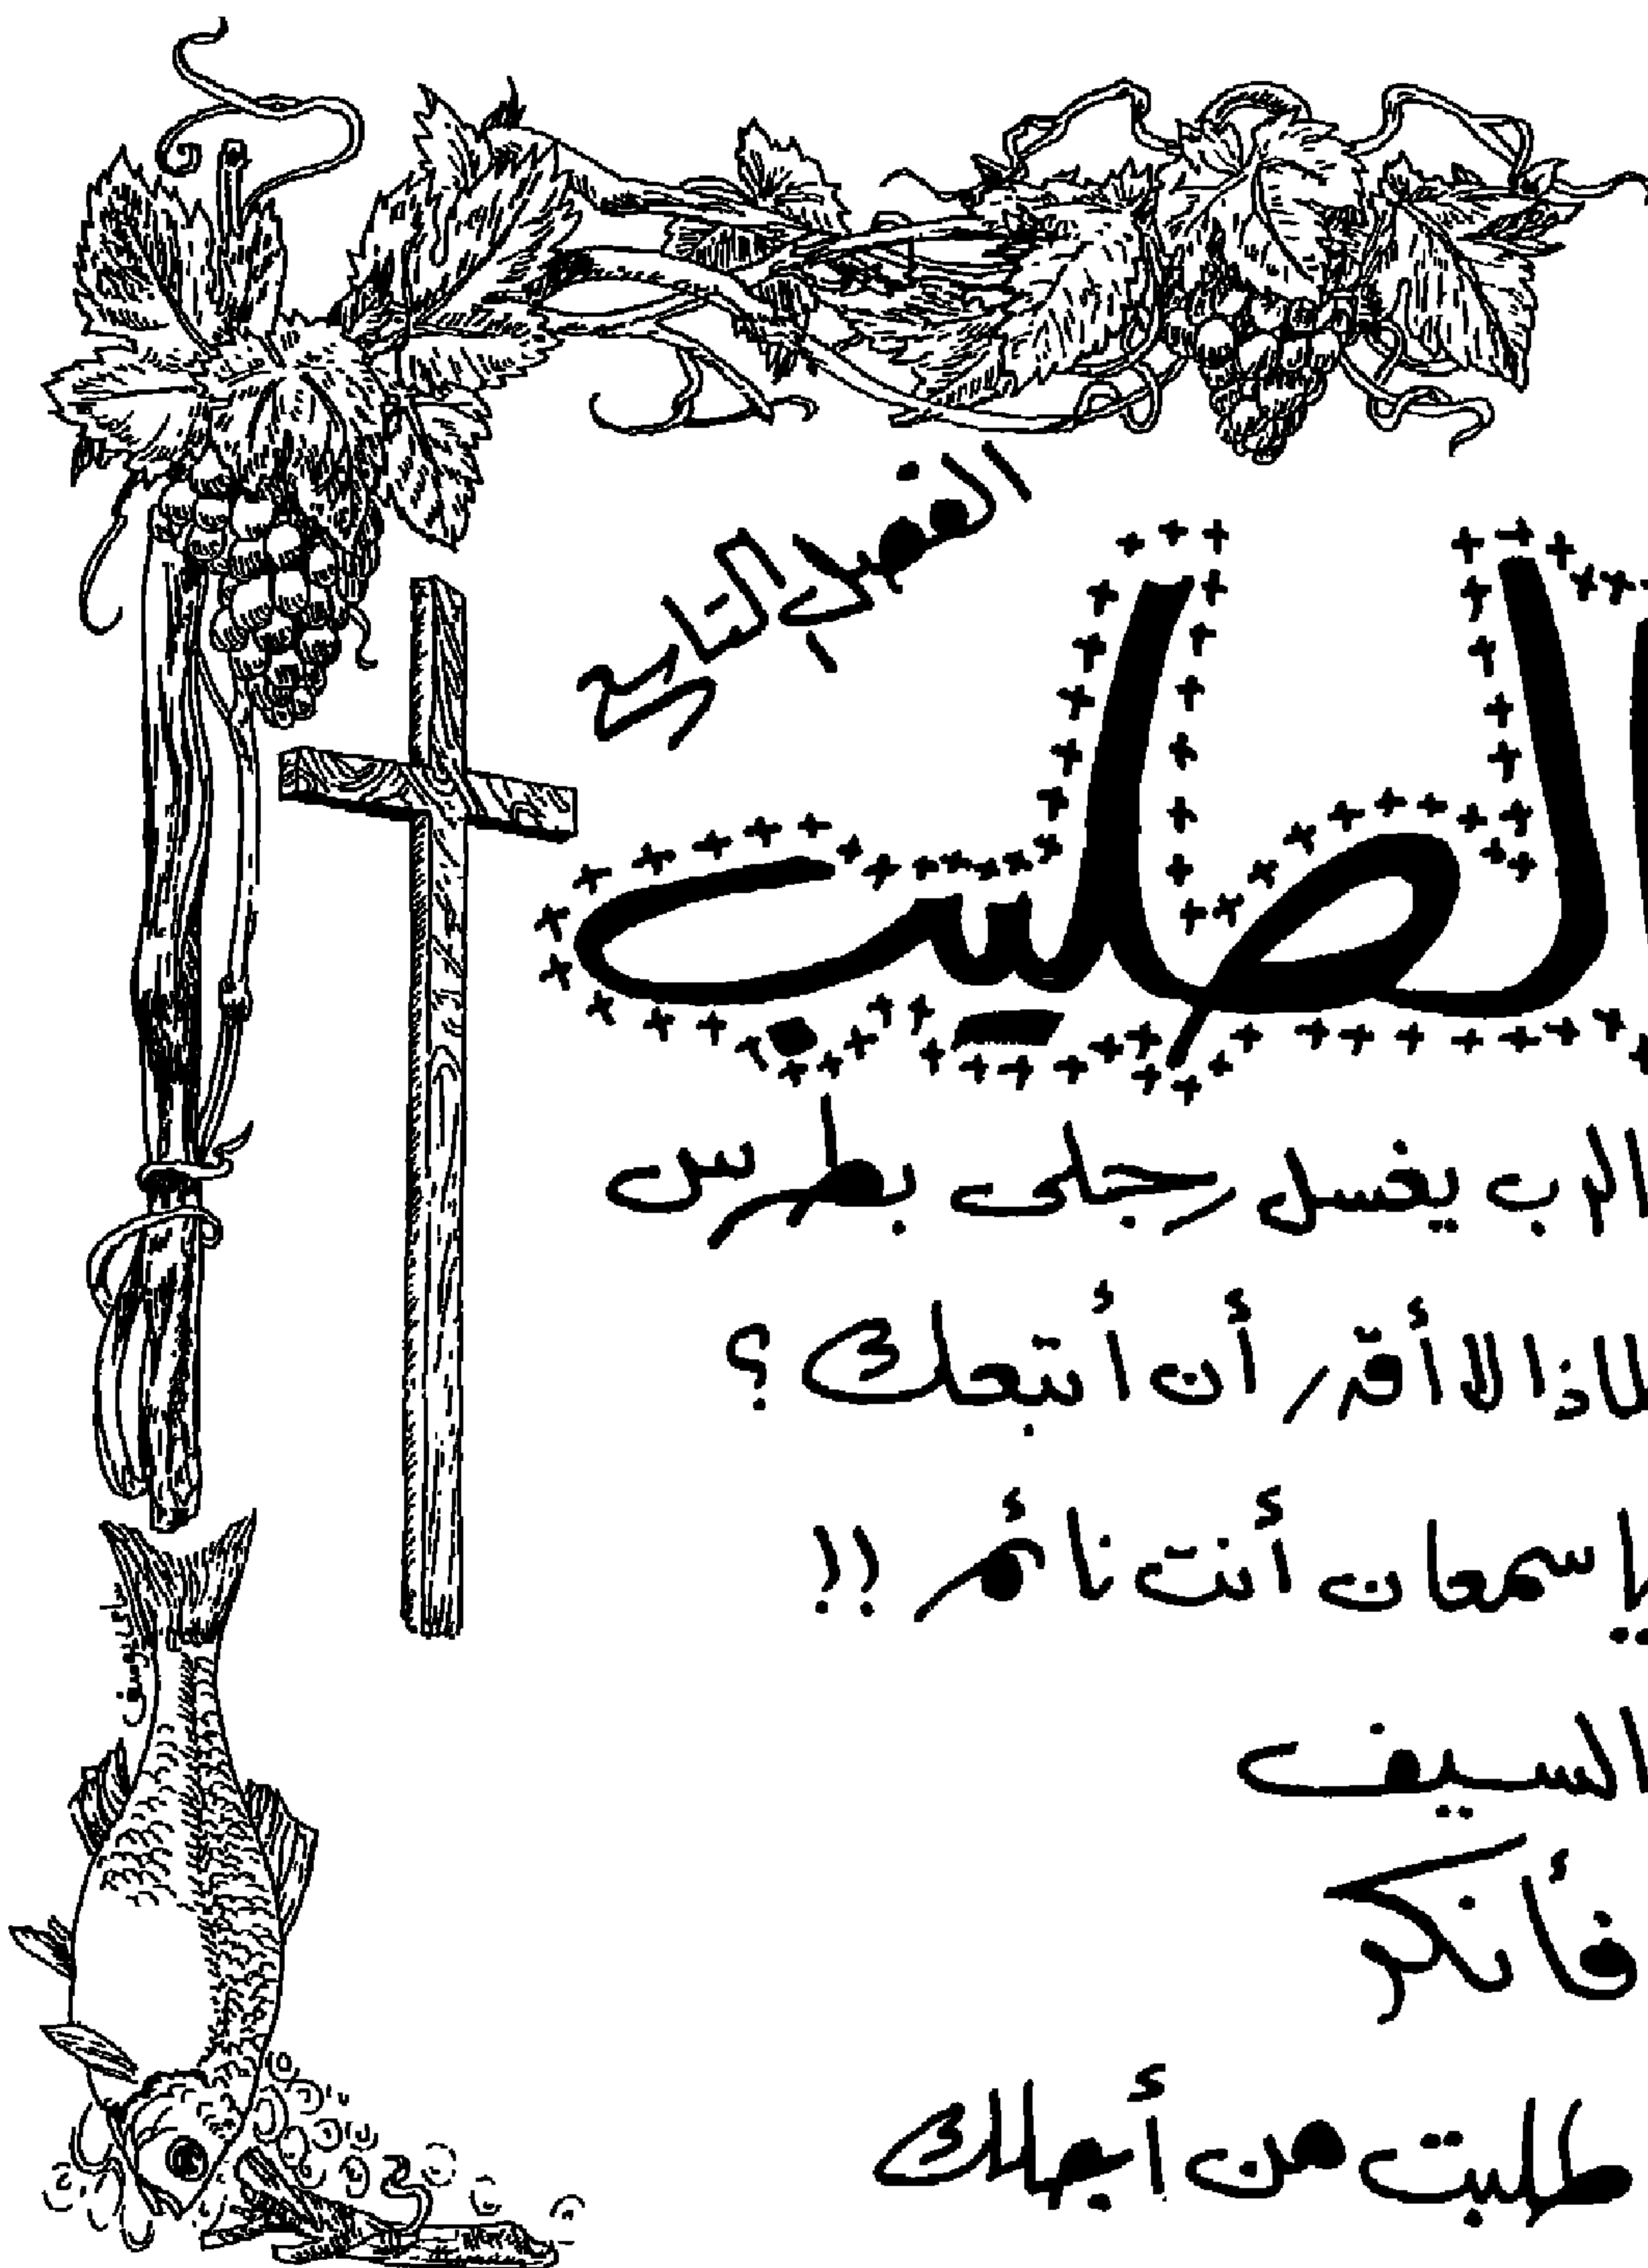 الفصل التاسع
الصليب
الرب يغسل رجلى بطرس
لماذا لا أقدر أن أتبعك ؟
يا سمعان أنت نائم !!
السيف
فأنكر
طلبت من أجلك